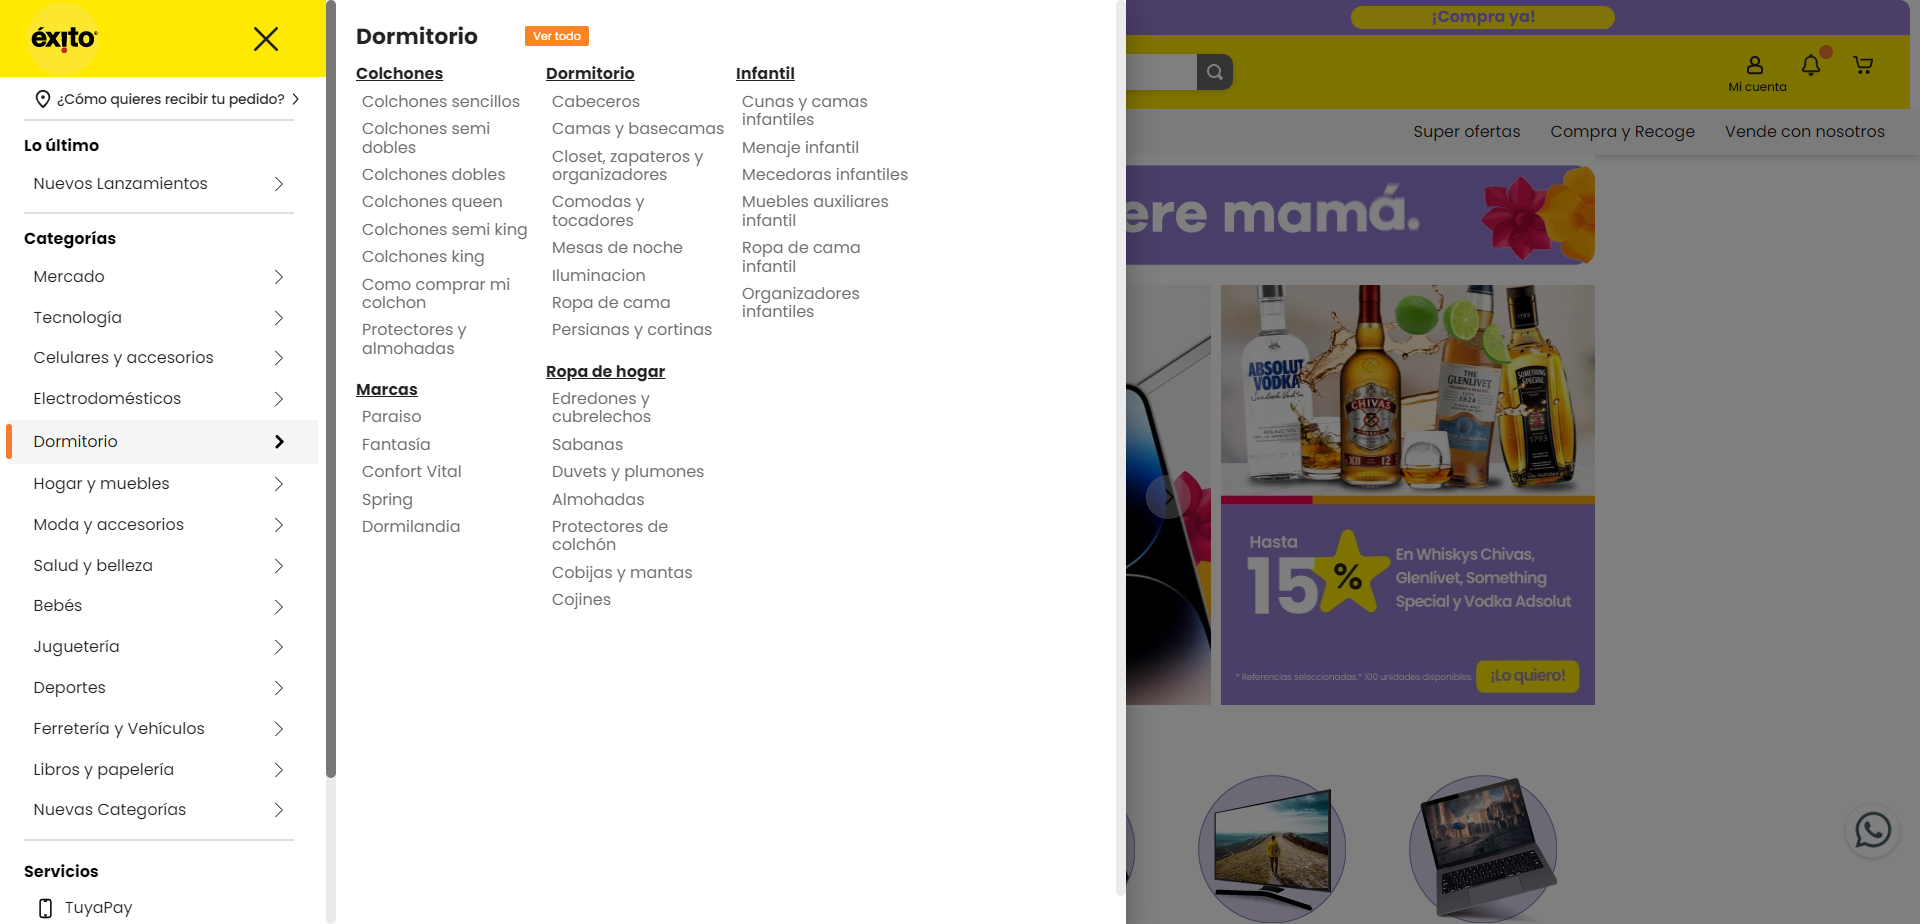 éxito
¿Cómo quieres recibir tu pedido?
Lo último
Nuevos Lanzamientos
Categorías
Mercado
Tecnología
Celulares y accesorios
Electrodomésticos
Dormitorio
Hogar y muebles
Moda y accesorios
Salud y belleza
Bebés
Juguetería
Deportes
Ferretería y Vehículos
Libros y papelería
Nuevas Categorías
Servicios
TuyaPay
Dormitorio
Ver todo
Colchones
Colchones sencillos
Colchones semi
dobles
Colchones dobles
Colchones queen
Colchones semi king
Colchones king
Como comprar mi
colchon
Protectores y
almohadas
Marcas
Paraiso
Fantasía
Confort Vital
Spring
Dormilandia
Dormitorio
Cabeceros
Camas y basecamas
Closet, zapateros y
organizadores
Comodas y
tocadores
Mesas de noche
Iluminacion
Ropa de cama
Persianas y cortinas
Ropa de hogar
Edredones y
cubrelechos
Sabanas
Duvets y plumones
Almohadas
Protectores de
colchón
Cobijas y mantas
Cojines
Infantil
Cunas y camas
infantiles
Menaje infantil
Mecedoras infantiles
Muebles auxiliares
infantil
Ropa de cama
infantil
Organizadores
infantiles
¡Compra ya!
Mi cuenta
Super ofertas
Compra y Recoge
Vende con nosotros
ere mamá.
ABSOLUT
VODKA
CHIVAS
XII 12
THE
GLENLIVET
1824
1793
SOMETHING
SPECIAL
1793
Hasta
15%
En Whiskys Chivas,
Glenlivet, Something
Special y Vodka Adsolut
* Referencias seleccionadas.* 100 unidades disponibles.
¡Lo quiero!